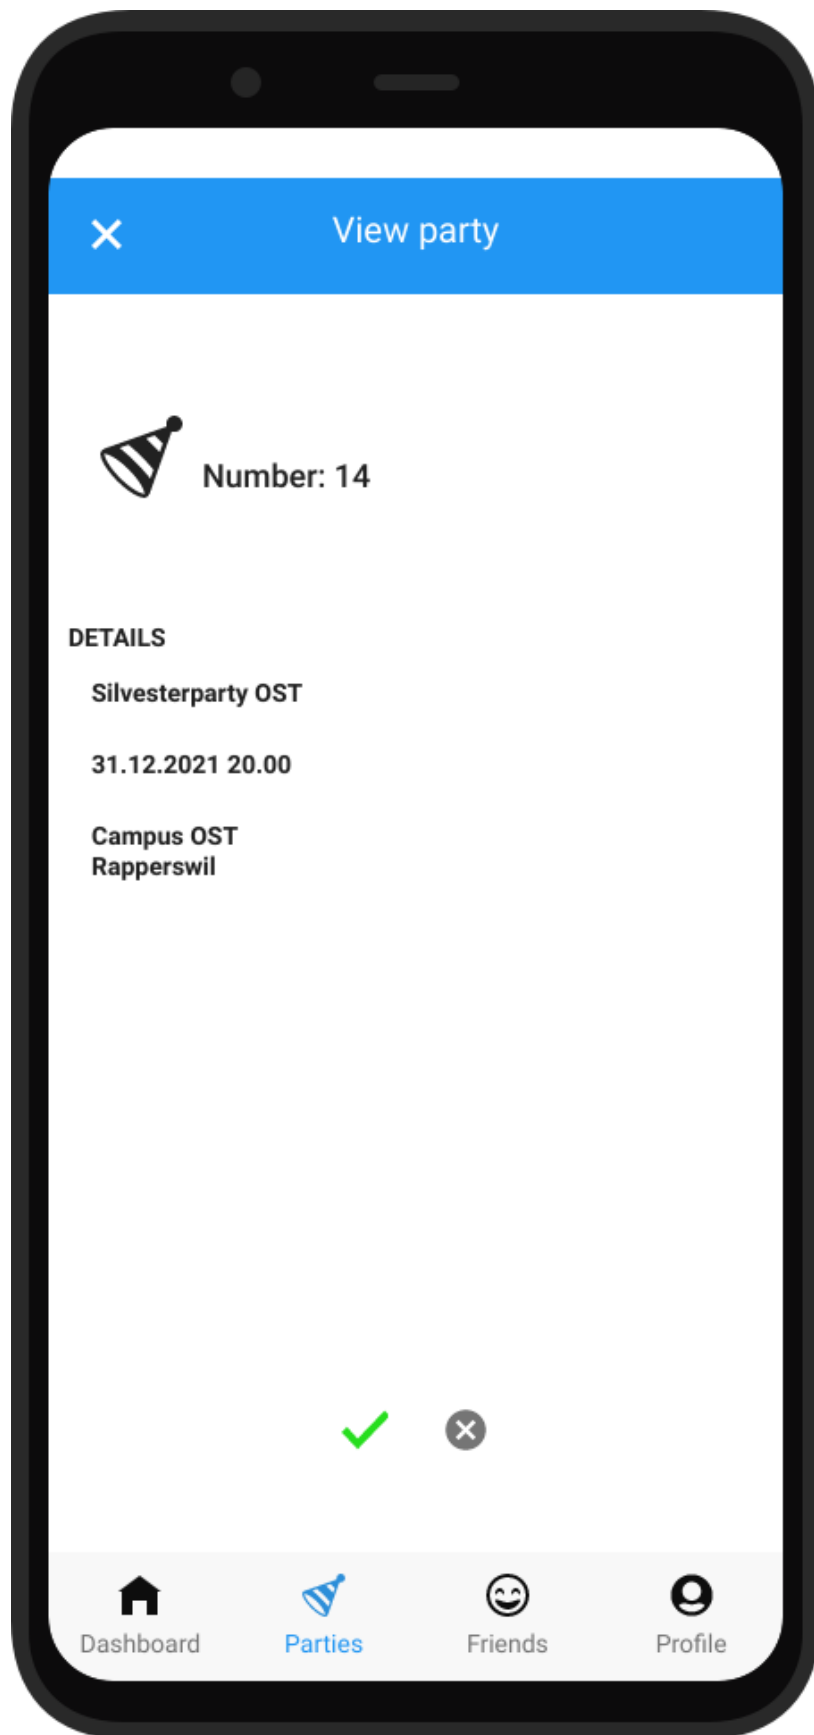 View party
Number: 14
DETAILS
Silvesterparty OST
31.12.2021 20.00
Campus OST
Rapperswil
Dashboard
Parties
Friends
Profile